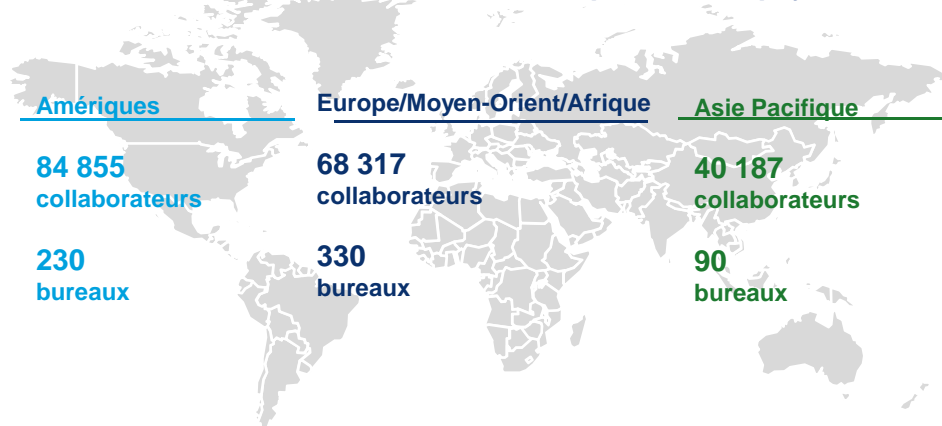 Amériques
84 855
collaborateurs
230
bureaux
Europe/Moyen-Orient/Afrique
68 317
collaborateurs
330
bureaux
Asie Pacifique
40 187
collaborateurs
90
bureaux